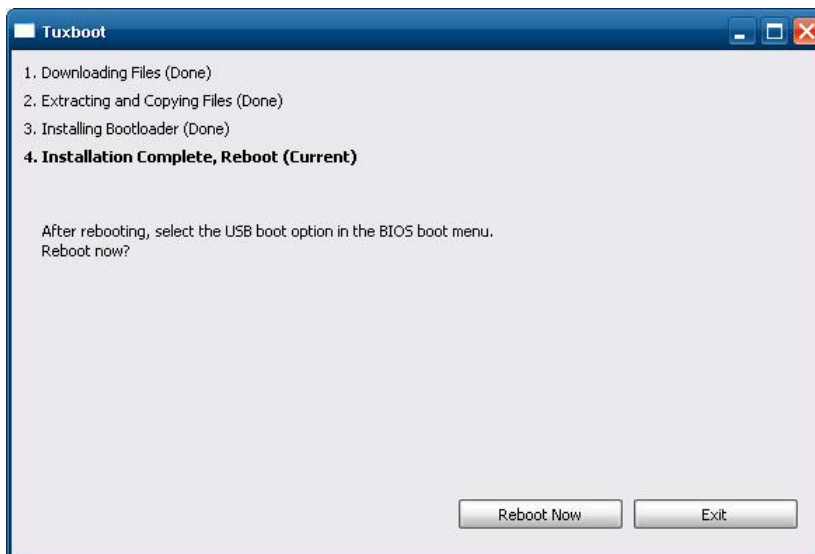 Tuxboot
1. Downloading Files (Done)
2. Extracting and Copying Files (Done)
3. Installing Bootloader (Done)
4. Installation Complete, Reboot (Current)
After rebooting, select the USB boot option in the BIOS boot menu.
Reboot now?
Reboot Now
Exit